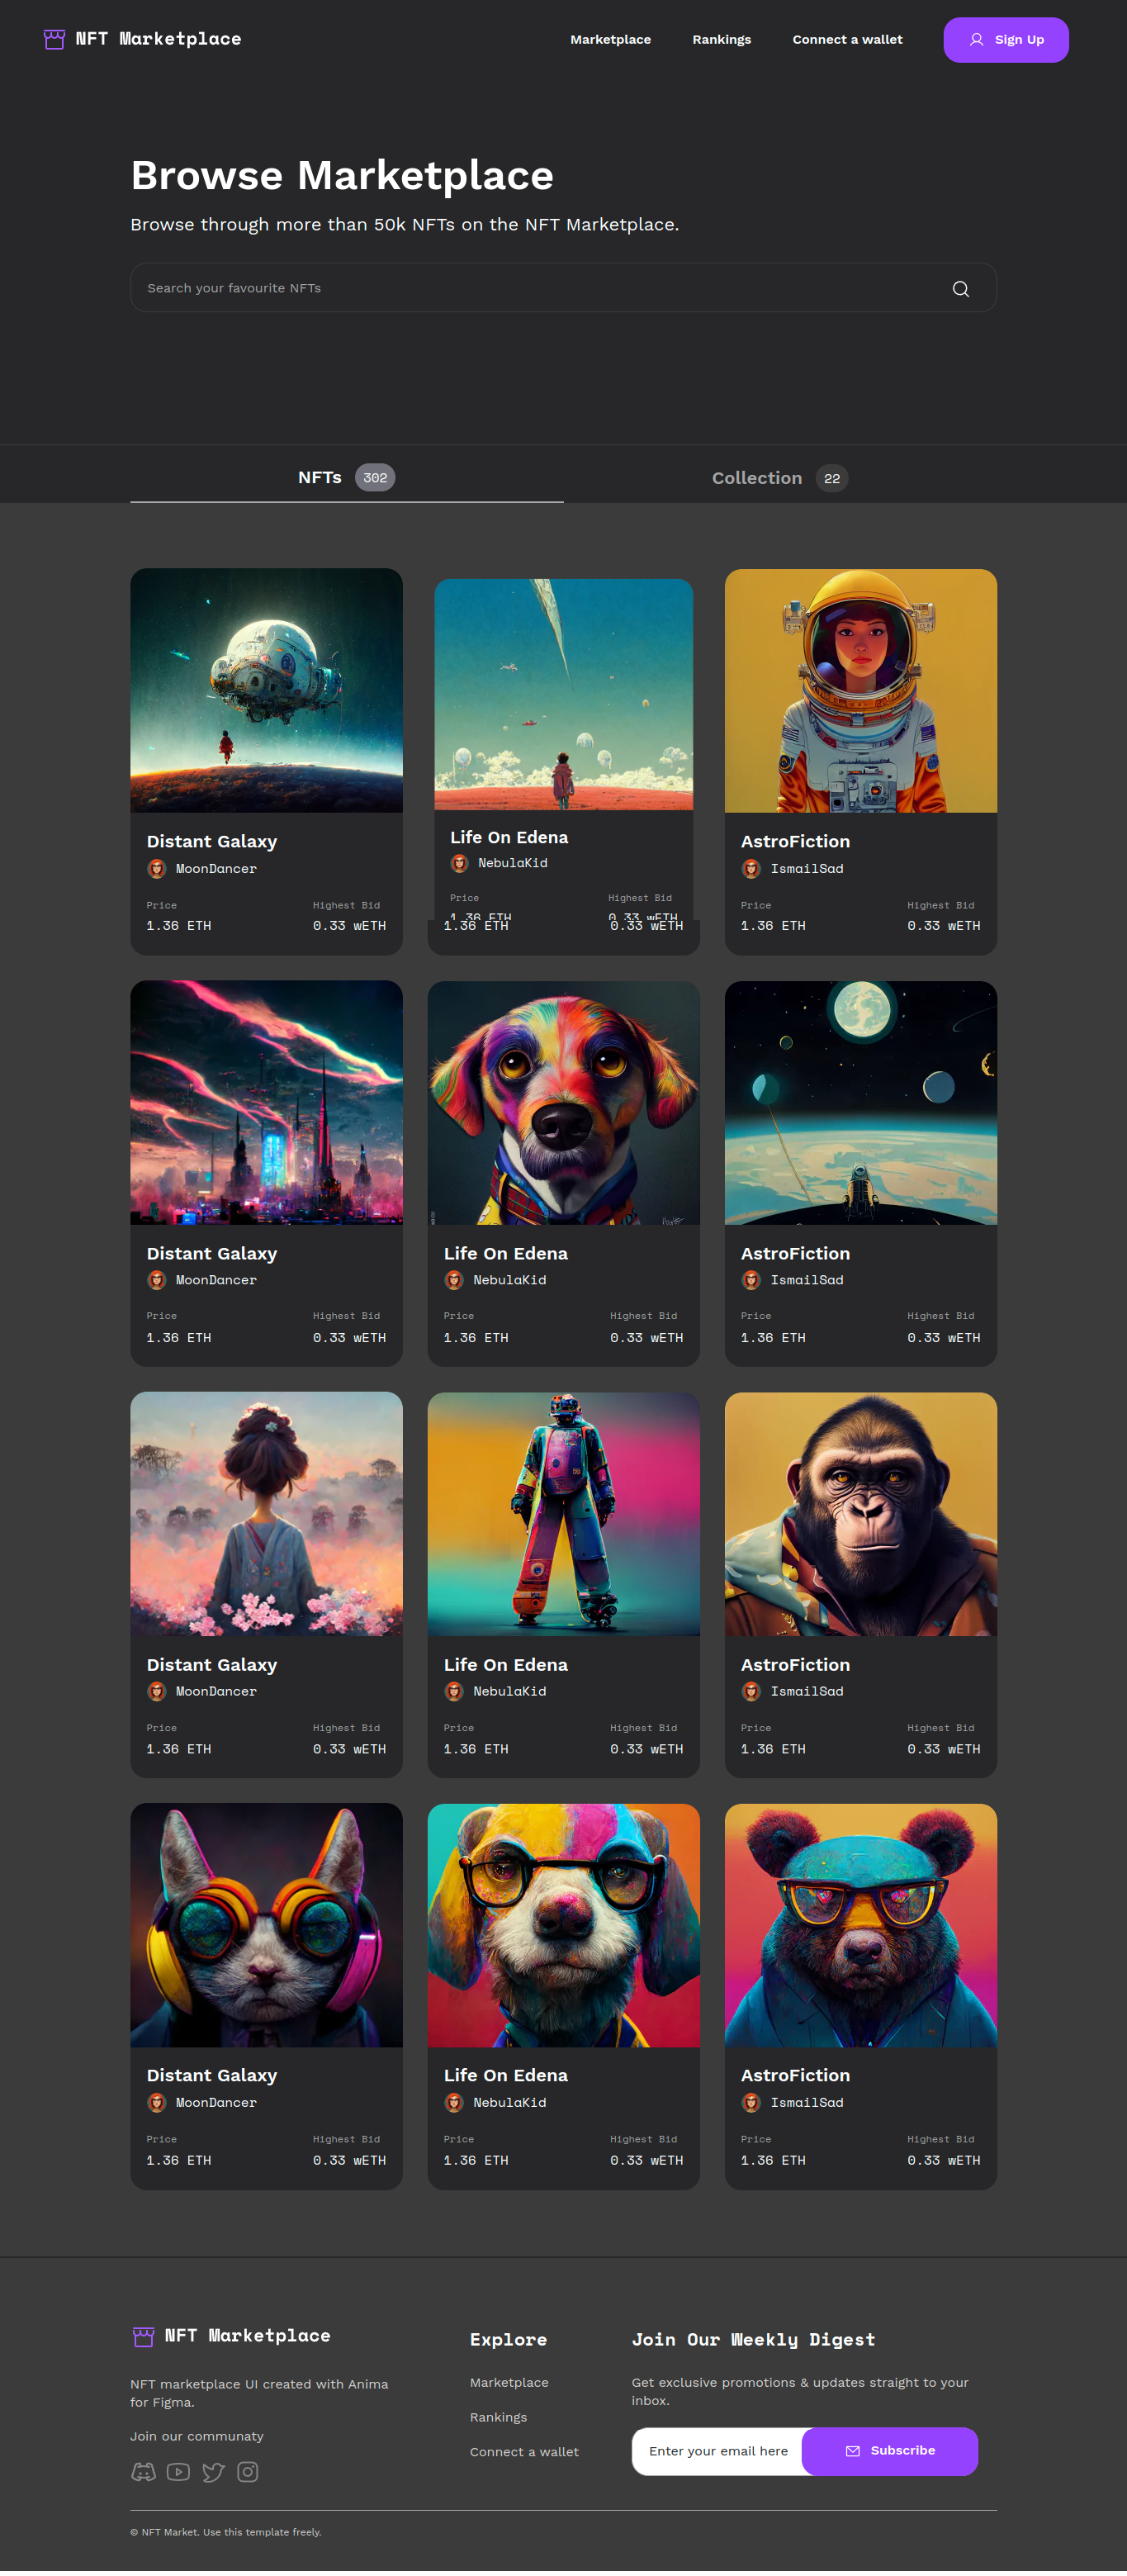 NFT Marketplace
Marketplace
Rankings
Connect a wallet
Sign Up
Browse Marketplace
Browse through more than 50k NFTs on the NFT Marketplace.
Search your favourite NFTs
NFTs 302
Collection 22
Distant Galaxy
MoonDancer
Price Highest Bid
1.36 ETH 0.33 wETH
Life On Edena
NebulaKid
Price Highest Bid
1.36 ETH 0.33 wETH
1.36 ETH 0.33 wETH
AstroFiction
IsmailSad
Price Highest Bid
1.36 ETH 0.33 wETH
Distant Galaxy
MoonDancer
Price Highest Bid
1.36 ETH 0.33 wETH
Life On Edena
NebulaKid
Price Highest Bid
1.36 ETH 0.33 wETH
AstroFiction
IsmailSad
Price Highest Bid
1.36 ETH 0.33 wETH
Distant Galaxy
MoonDancer
Price Highest Bid
1.36 ETH 0.33 wETH
Life On Edena
NebulaKid
Price Highest Bid
1.36 ETH 0.33 wETH
AstroFiction
IsmailSad
Price Highest Bid
1.36 ETH 0.33 wETH
Distant Galaxy
MoonDancer
Price Highest Bid
1.36 ETH 0.33 wETH
Life On Edena
NebulaKid
Price Highest Bid
1.36 ETH 0.33 wETH
AstroFiction
IsmailSad
Price Highest Bid
1.36 ETH 0.33 wETH
NFT Marketplace
NFT marketplace UI created with Anima
for Figma.
Join our communaty
Explore
Marketplace
Rankings
Connect a wallet
Join Our Weekly Digest
Get exclusive promotions & updates straight to your
inbox.
Enter your email here
Subscribe
© NFT Market. Use this template freely.